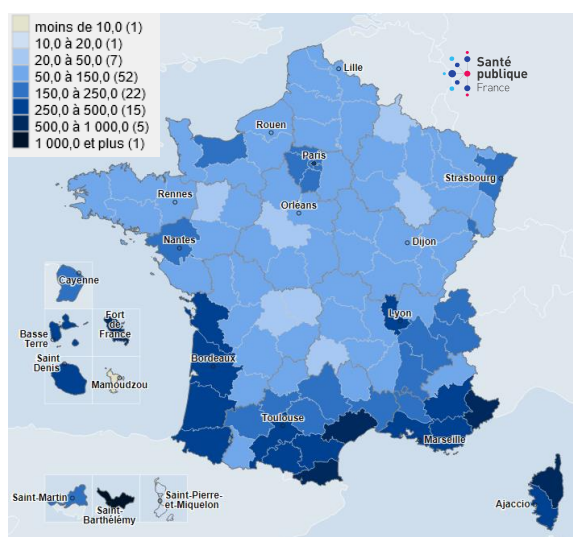 moins de 10,0 (1)
10,0 à 20,0 (1)
20,0 à 50,0 (7)
50,0 à 150,0 (52)
150,0 à 250,0 (22)
250,0 à 500,0 (15)
500,0 à 1 000,0 (5)
1 000,0 et plus (1)
Santé
publique
France
Lille
Rouen
Paris
Strasbourg
Rennes
Orléans
Nantes
Dijon
Cayenne
Lyon
Fort
de
France
Basse
Terre
Bordeaux
Saint
Denis
Mamoudzou
Toulouse
Marseille
Ajaccio
Saint-Martin
Saint-
Barthélémy
Saint-Pierre-
et-Miquelon